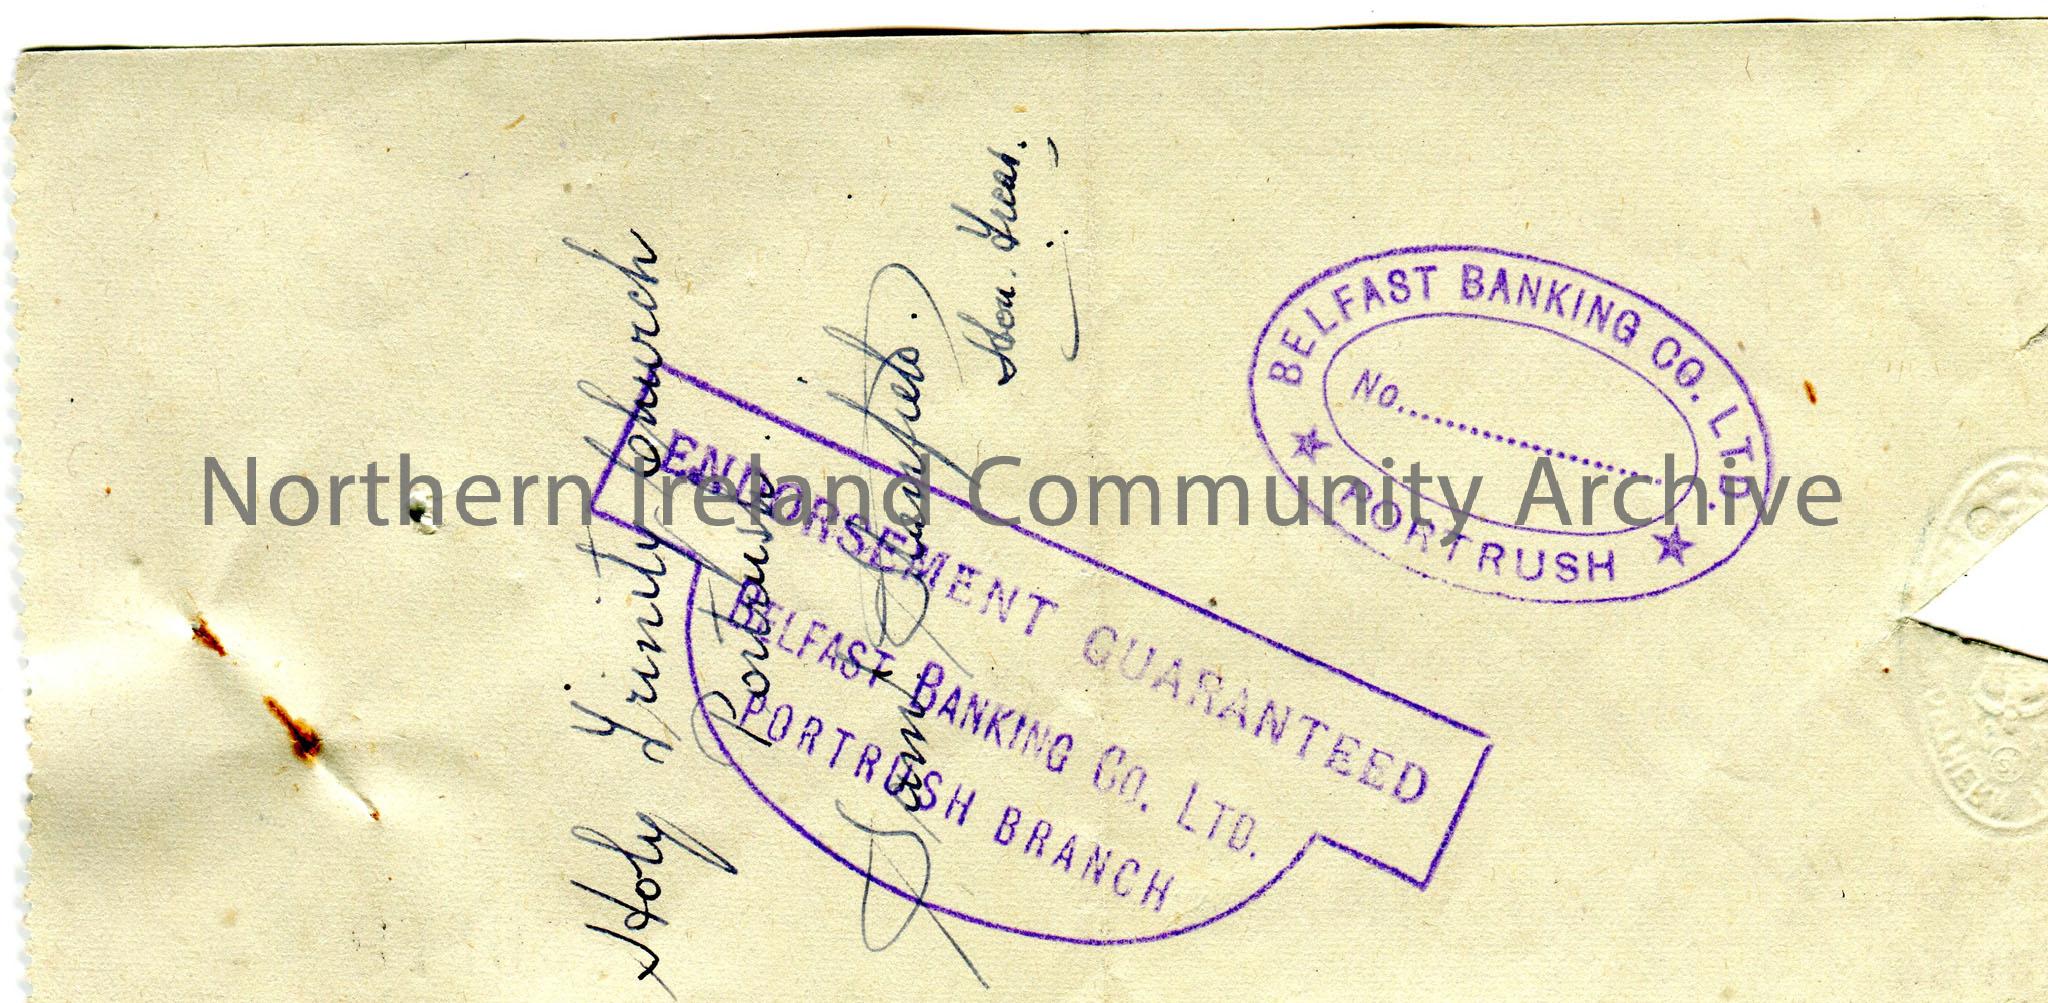 Holy Trinity Church
Portrush.
Hon. Treas.
BELFAST BANKING CO. LTD.
No.
PORTRUSH
ENDORSEMENT GUARANTEED
BELFAST BANKING CO. LTD.
PORTRUSH BRANCH
Northern Ireland Community Archive